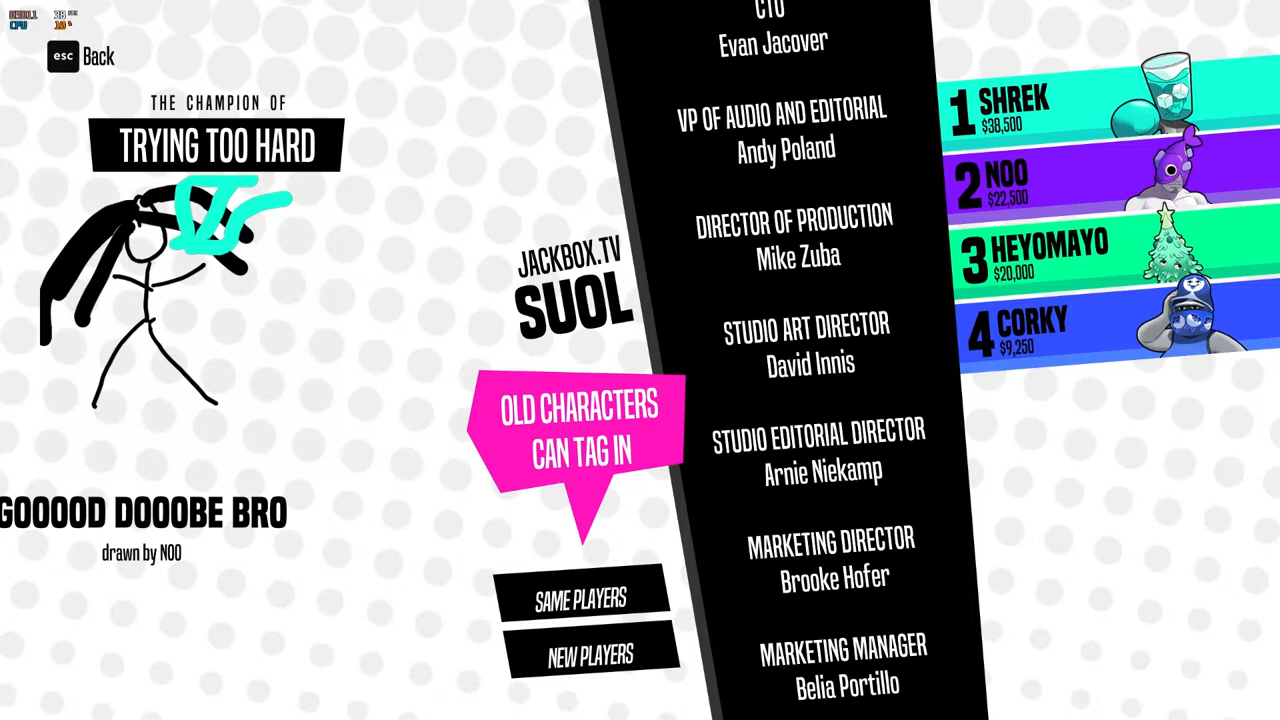 38 FPS
CPU
esc Back
THE CHAMPION OF
TRYING TOO HARD
GOOOOD DOOOBE BRO
drawn by NOO
JACKBOX.TV
SUOL
OLD CHARACTERS
CAN TAG IN
SAME PLAYERS
NEW PLAYERS
CTO
Evan Jacover
VP OF AUDIO AND EDITORIAL
Andy Poland
DIRECTOR OF PRODUCTION
Mike Zuba
STUDIO ART DIRECTOR
David Innis
STUDIO EDITORIAL DIRECTOR
Arnie Niekamp
MARKETING DIRECTOR
Brooke Hofer
MARKETING MANAGER
Belia Portillo
1 SHREK
$38,500
2 NOO
$22,500
3 HEYOMAYO
$20,000
4 CORKY
$9,250